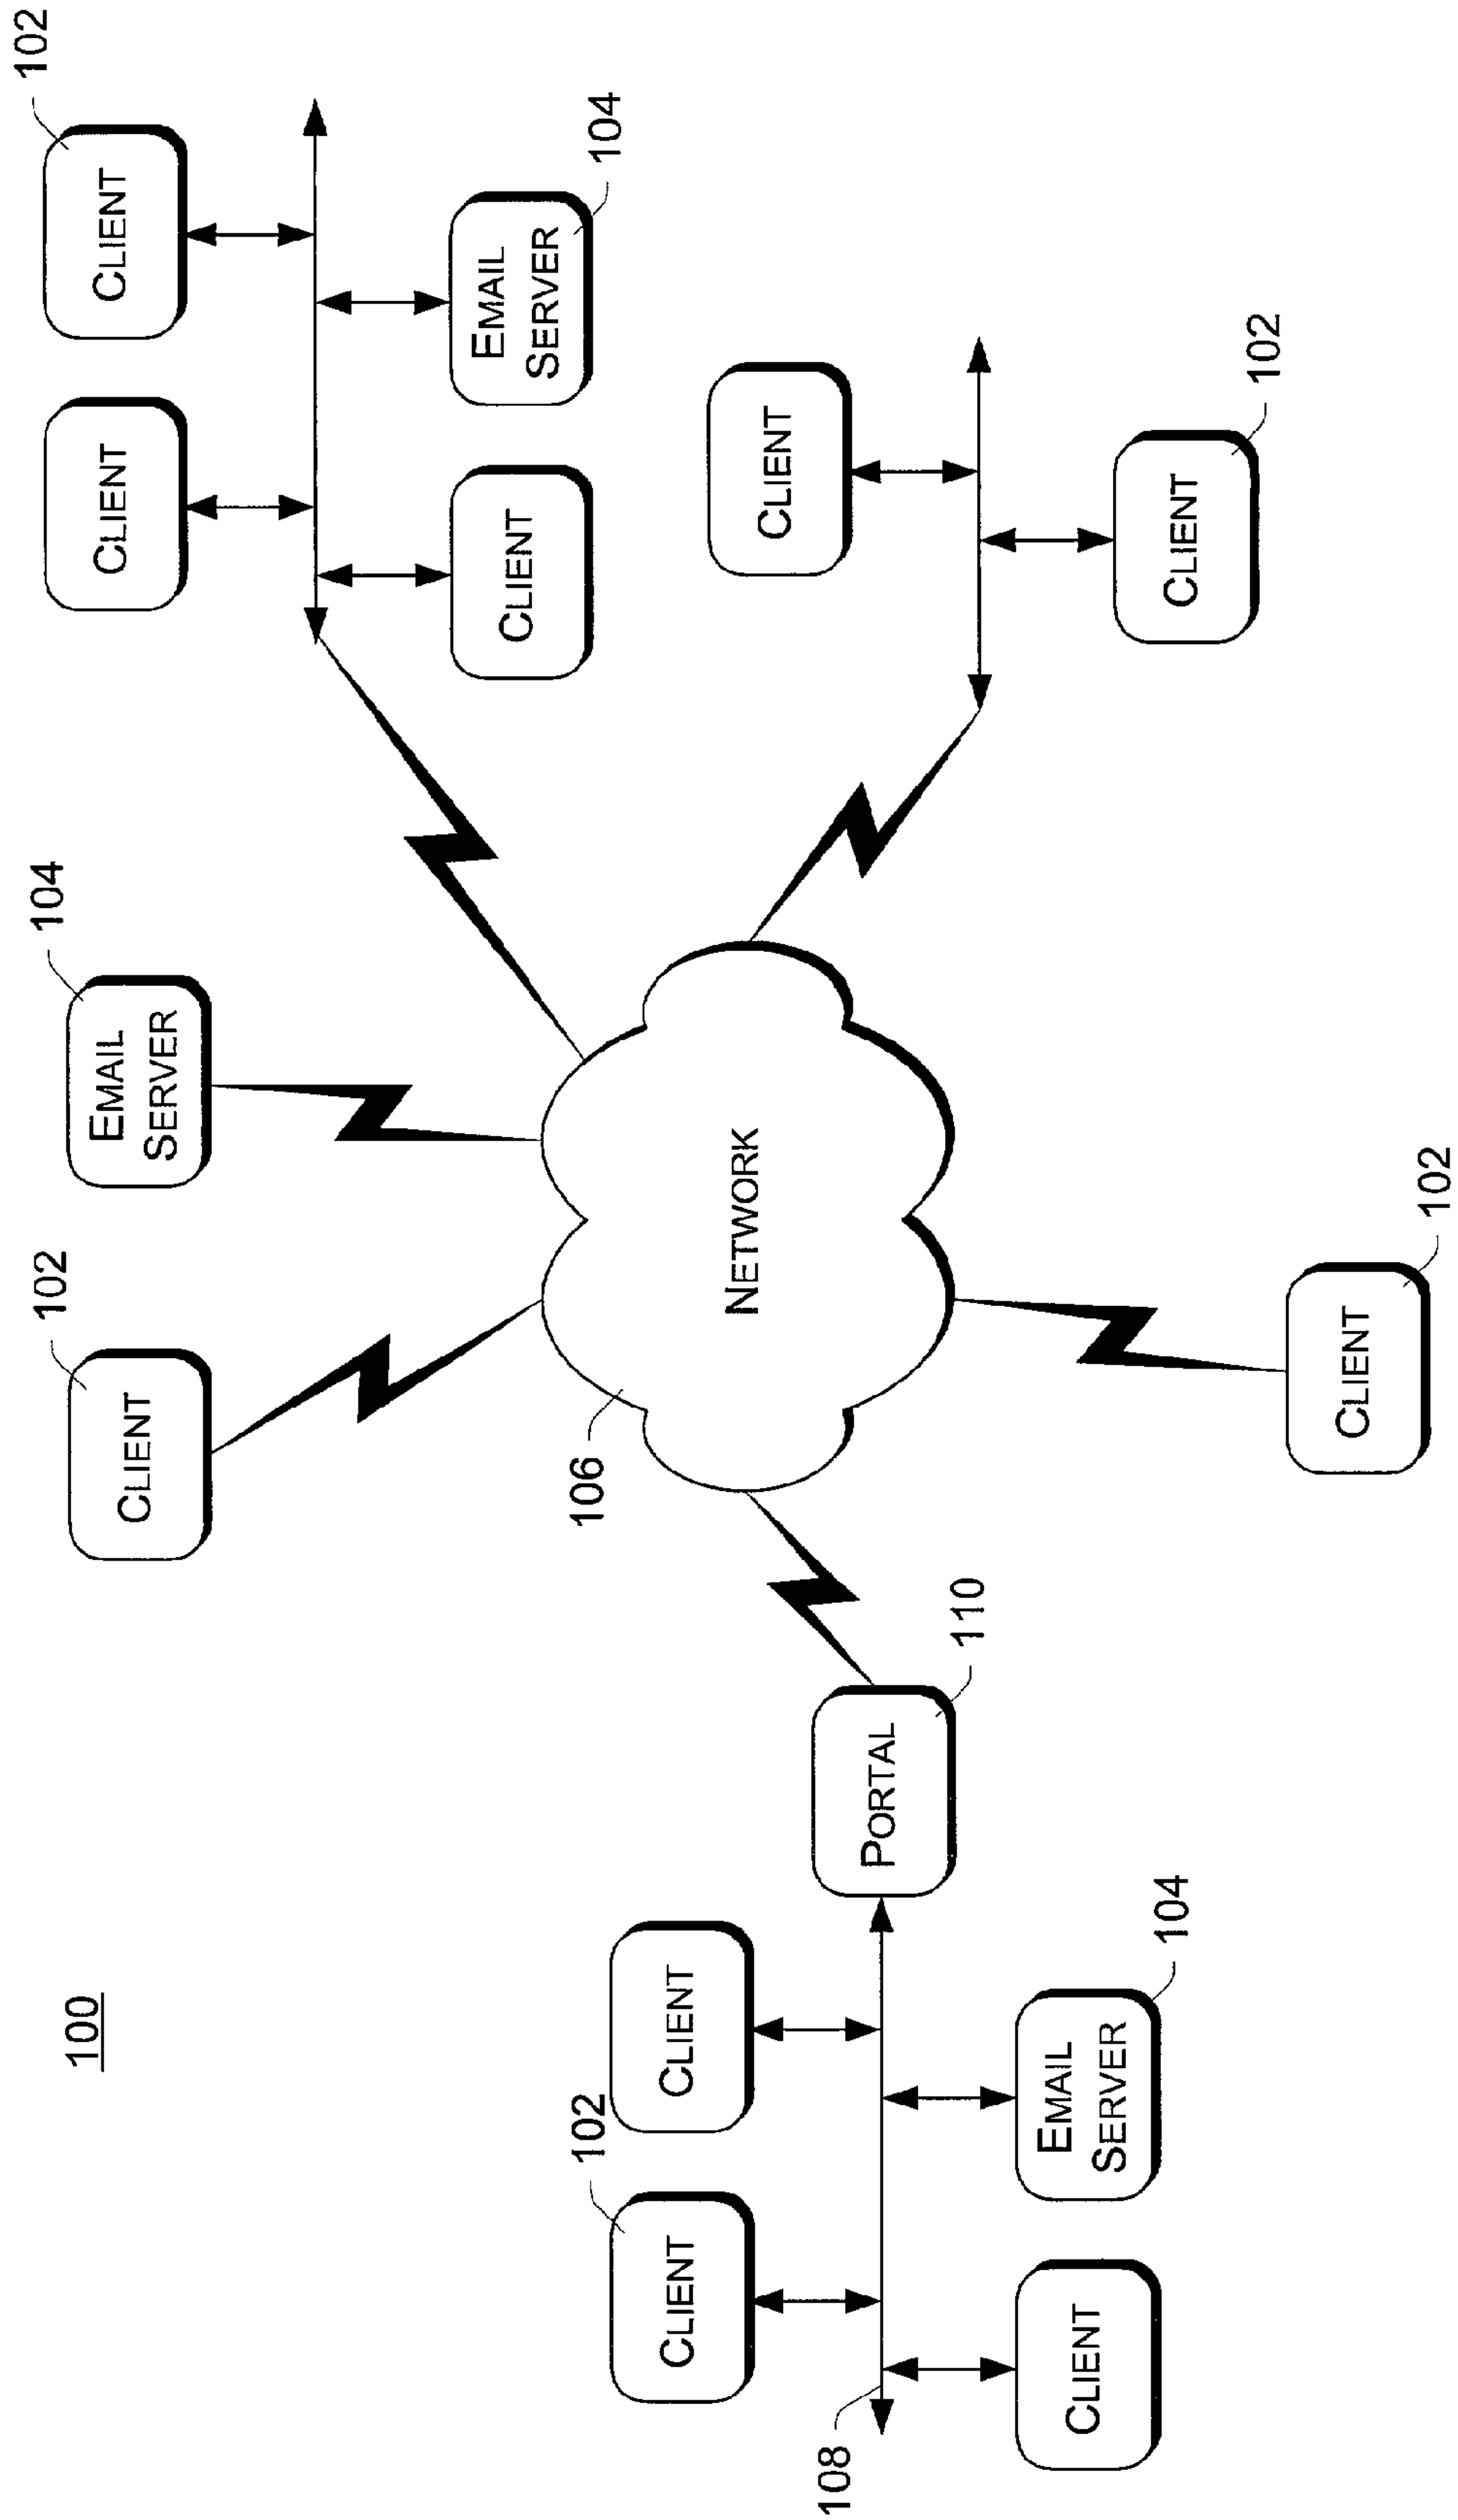 102
104
102
100
CLIENT
CLIENT
EMAIL
SERVER
CLIENT
CLIENT
EMAIL
SERVER
104
102
106
CLIENT
CLIENT
NETWORK
CLIENT
108
PORTAL
110
CLIENT
EMAIL
SERVER
104
CLIENT
102
CLIENT
102